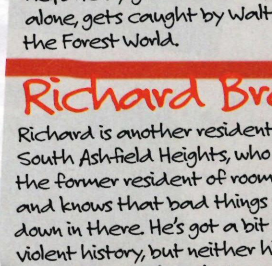 alone, gets caught by Walt
the Forest World.
Richard Bra
Richard is another resident
South Ashfield Heights, who
the former resident of room
and knows that bad things
down in there. He's got a bit
violent history, but neither h